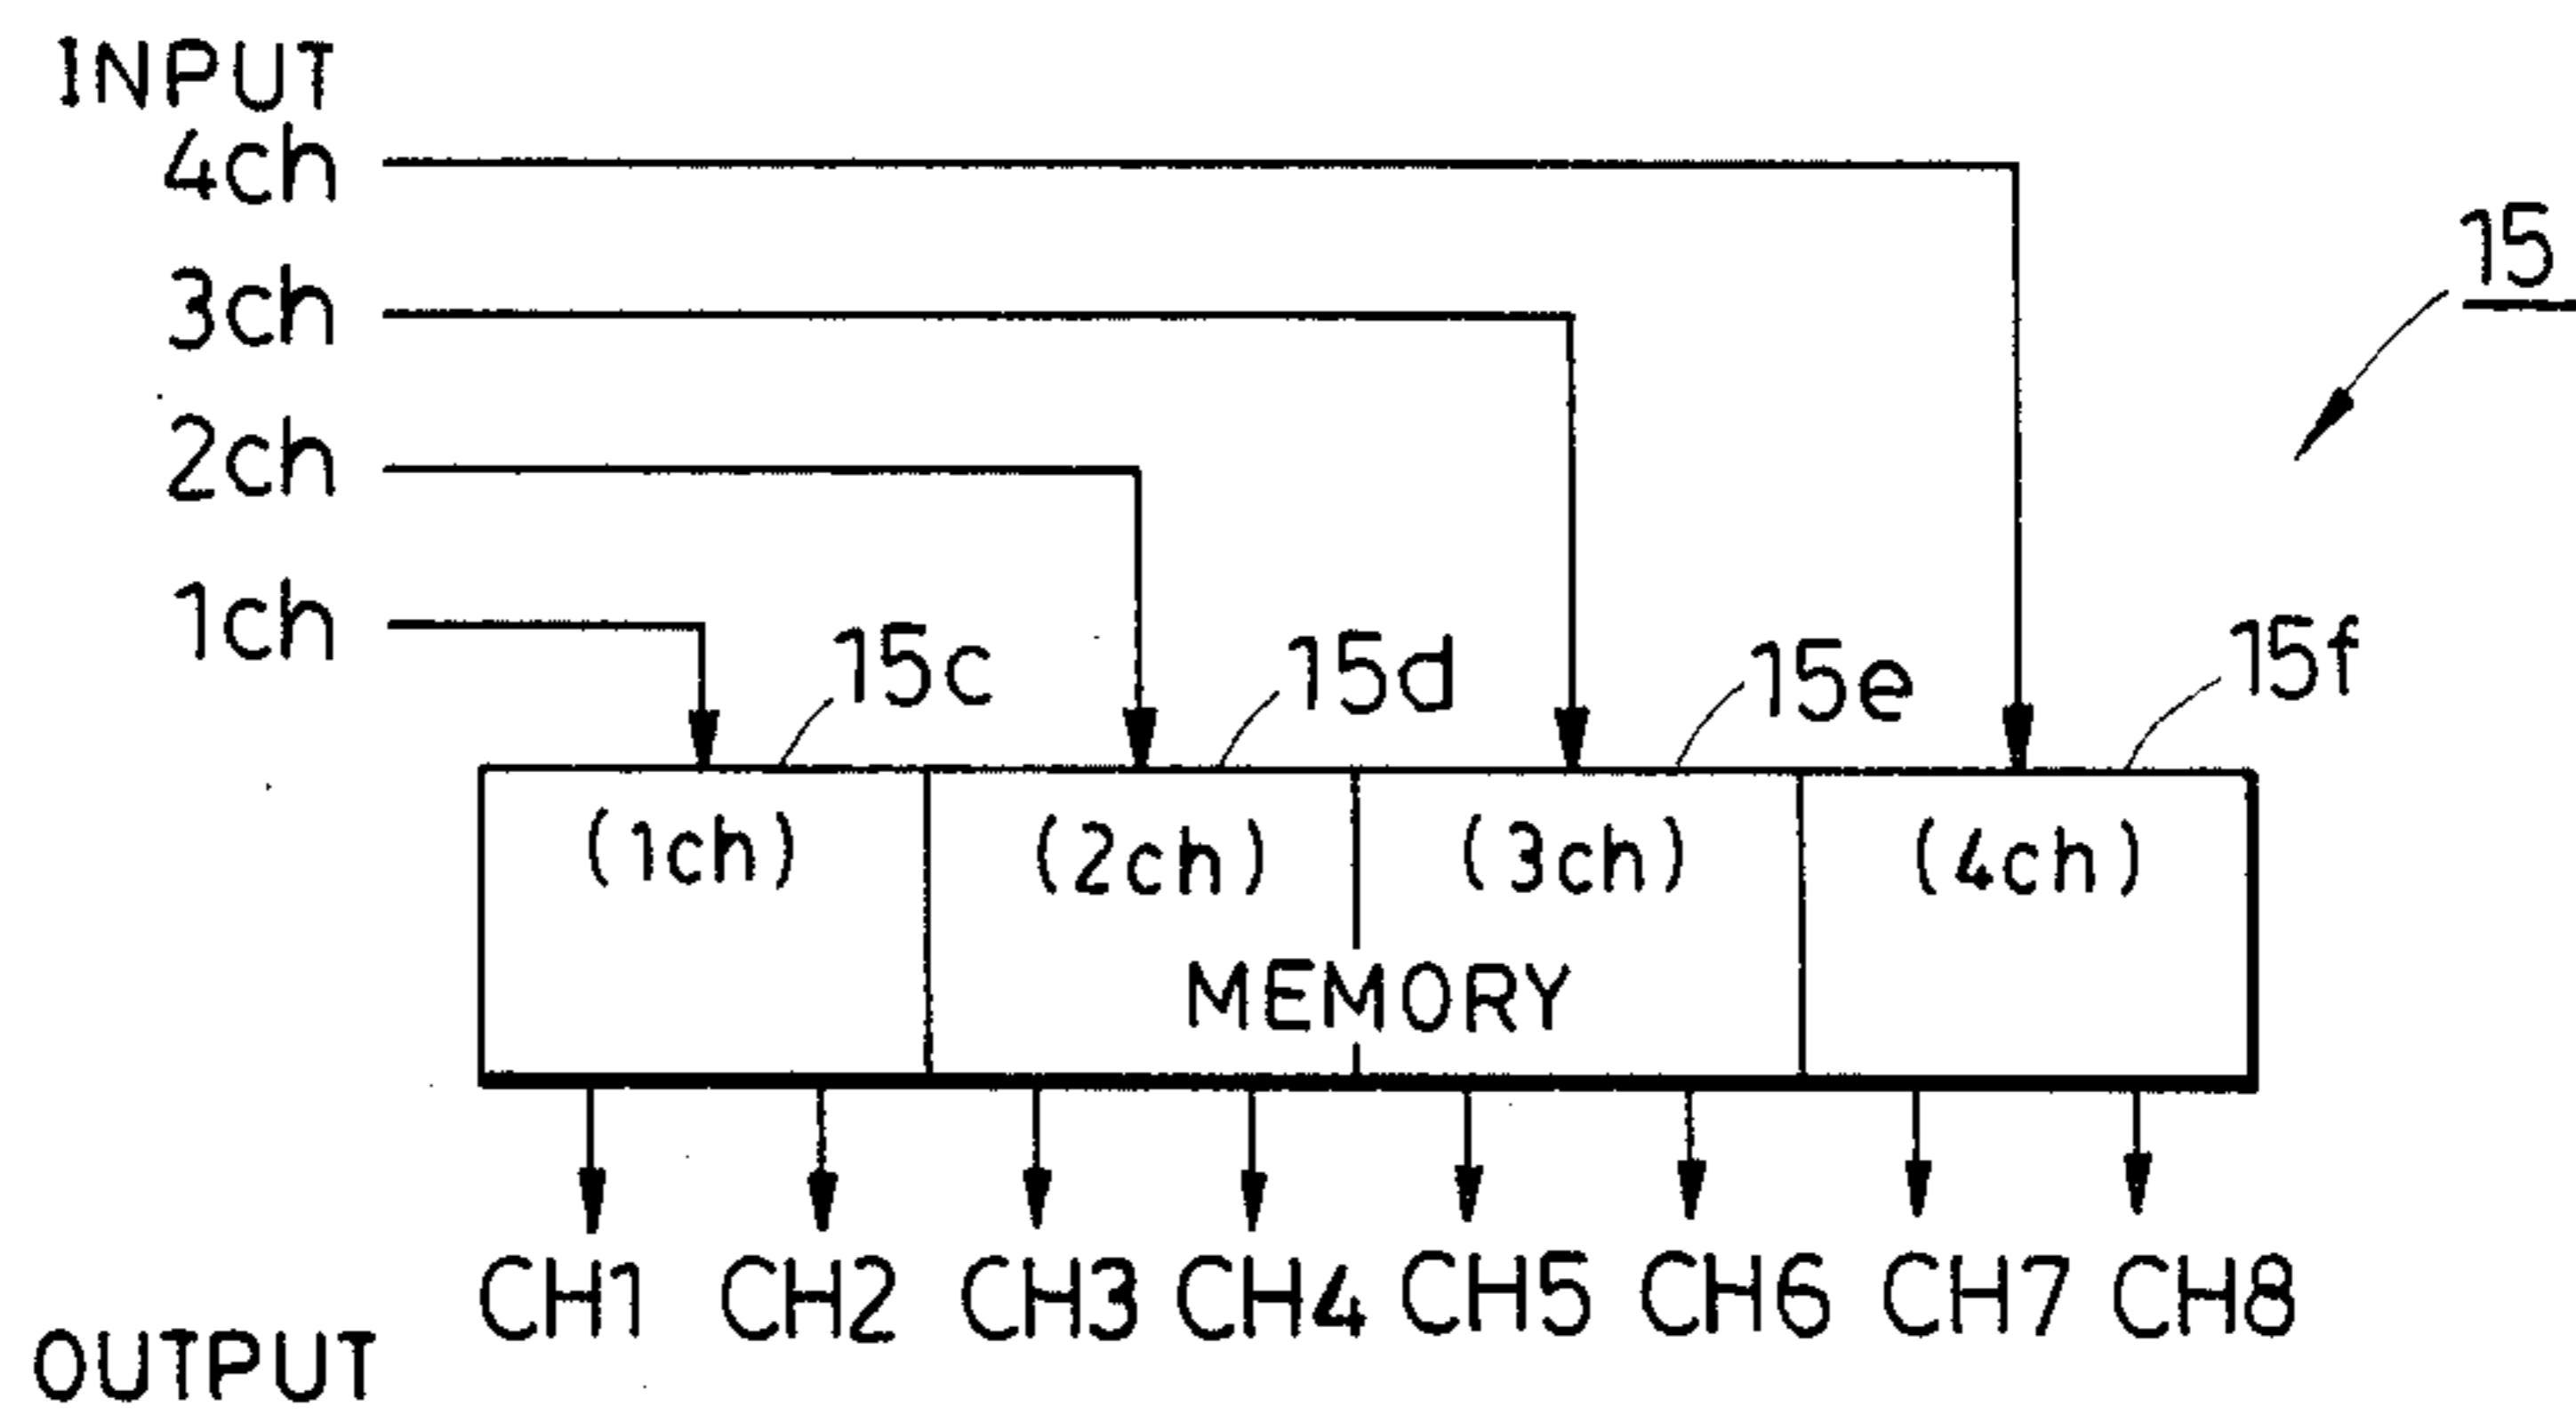 INPUT
4ch
3ch
2ch
1ch
15
15c
15d
15e
15f
(1ch)
(2ch)
(3ch)
(4ch)
MEMORY
CH1 CH2 CH3 CH4 CH5 CH6 CH7 CH8
OUTPUT